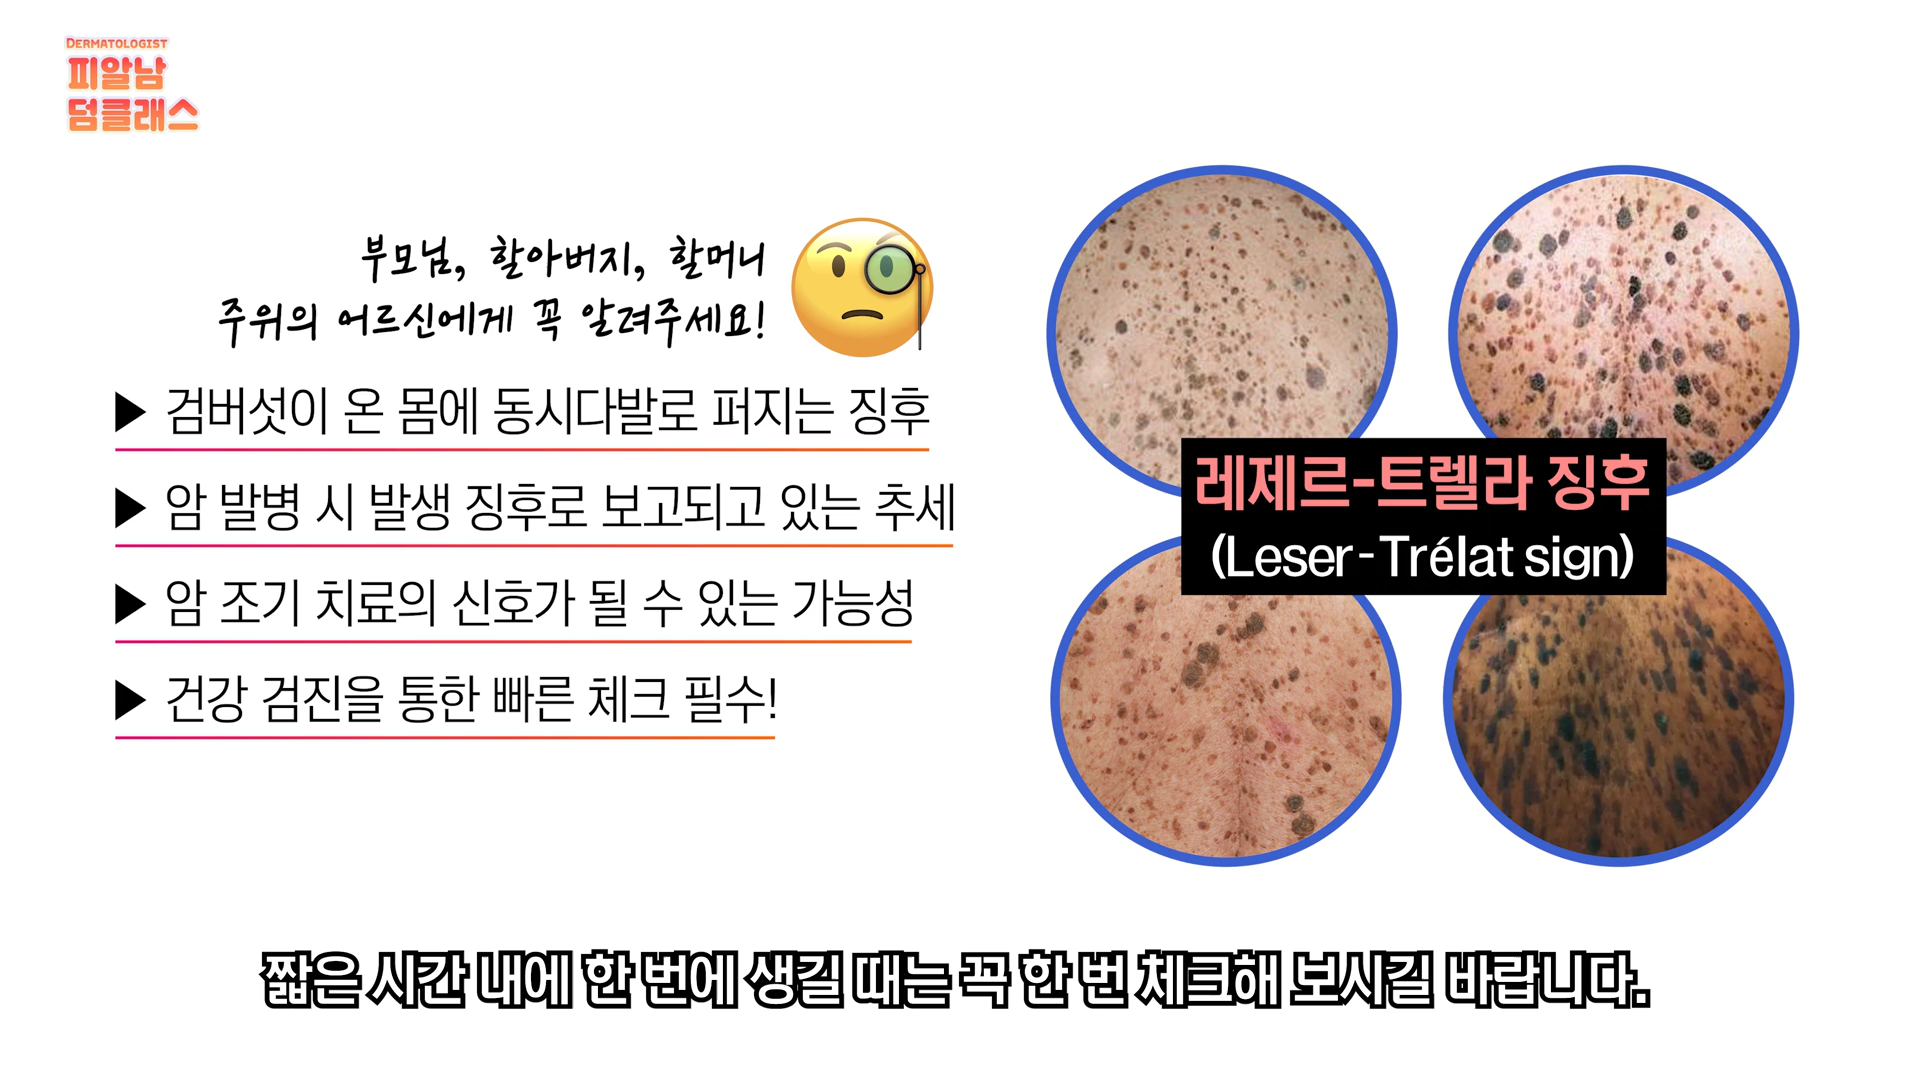 DERMATOLOGIST
피알남
덤클래스
부모님, 할아버지, 할머니
주위의 어르신에게 꼭 알려주세요!
▶ 검버섯이 온 몸에 동시다발로 퍼지는 징후
▶ 암 발병 시 발생 징후로 보고되고 있는 추세
▶ 암 조기 치료의 신호가 될 수 있는 가능성
▶ 건강 검진을 통한 빠른 체크 필수!
레제르-트렐라 징후
(Leser-Trélat sign)
짧은 시간 내에 한 번에 생길 때는 꼭 한 번 체크해 보시길 바랍니다.